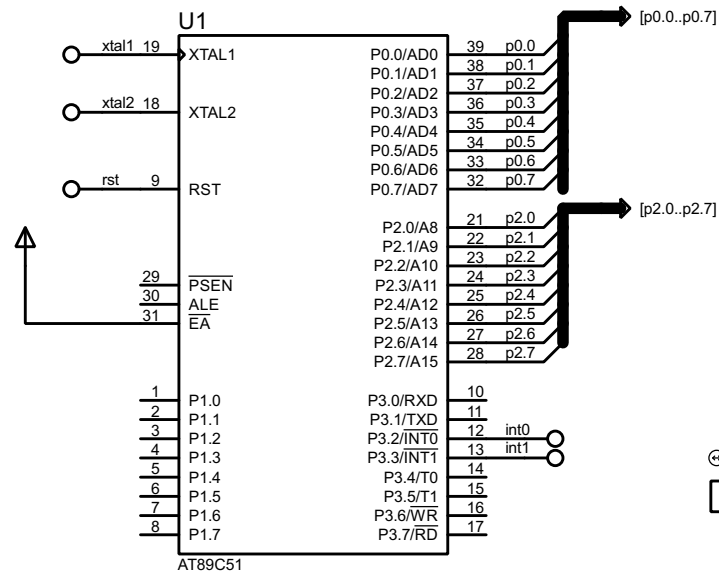 U1
xtal1 19 XTAL1
xtal2 18 XTAL2
rst 9 RST
29 PSEN
30 ALE
31 EA
1 P1.0
2 P1.1
3 P1.2
4 P1.3
5 P1.4
6 P1.5
7 P1.6
8 P1.7
P0.0/AD0 39 p0.0
P0.1/AD1 38 p0.1
P0.2/AD2 37 p0.2
P0.3/AD3 36 p0.3
P0.4/AD4 35 p0.4
P0.5/AD5 34 p0.5
P0.6/AD6 33 p0.6
P0.7/AD7 32 p0.7
[p0.0..p0.7]
P2.0/A8 21 p2.0
P2.1/A9 22 p2.1
P2.2/A10 23 p2.2
P2.3/A11 24 p2.3
P2.4/A12 25 p2.4
P2.5/A13 26 p2.5
P2.6/A14 27 p2.6
P2.7/A15 28 p2.7
[p2.0..p2.7]
P3.0/RXD 10
P3.1/TXD 11
P3.2/INT0 12 int0
P3.3/INT1 13 int1
P3.4/T0 14
P3.5/T1 15
P3.6/WR 16
P3.7/RD 17
AT89C51